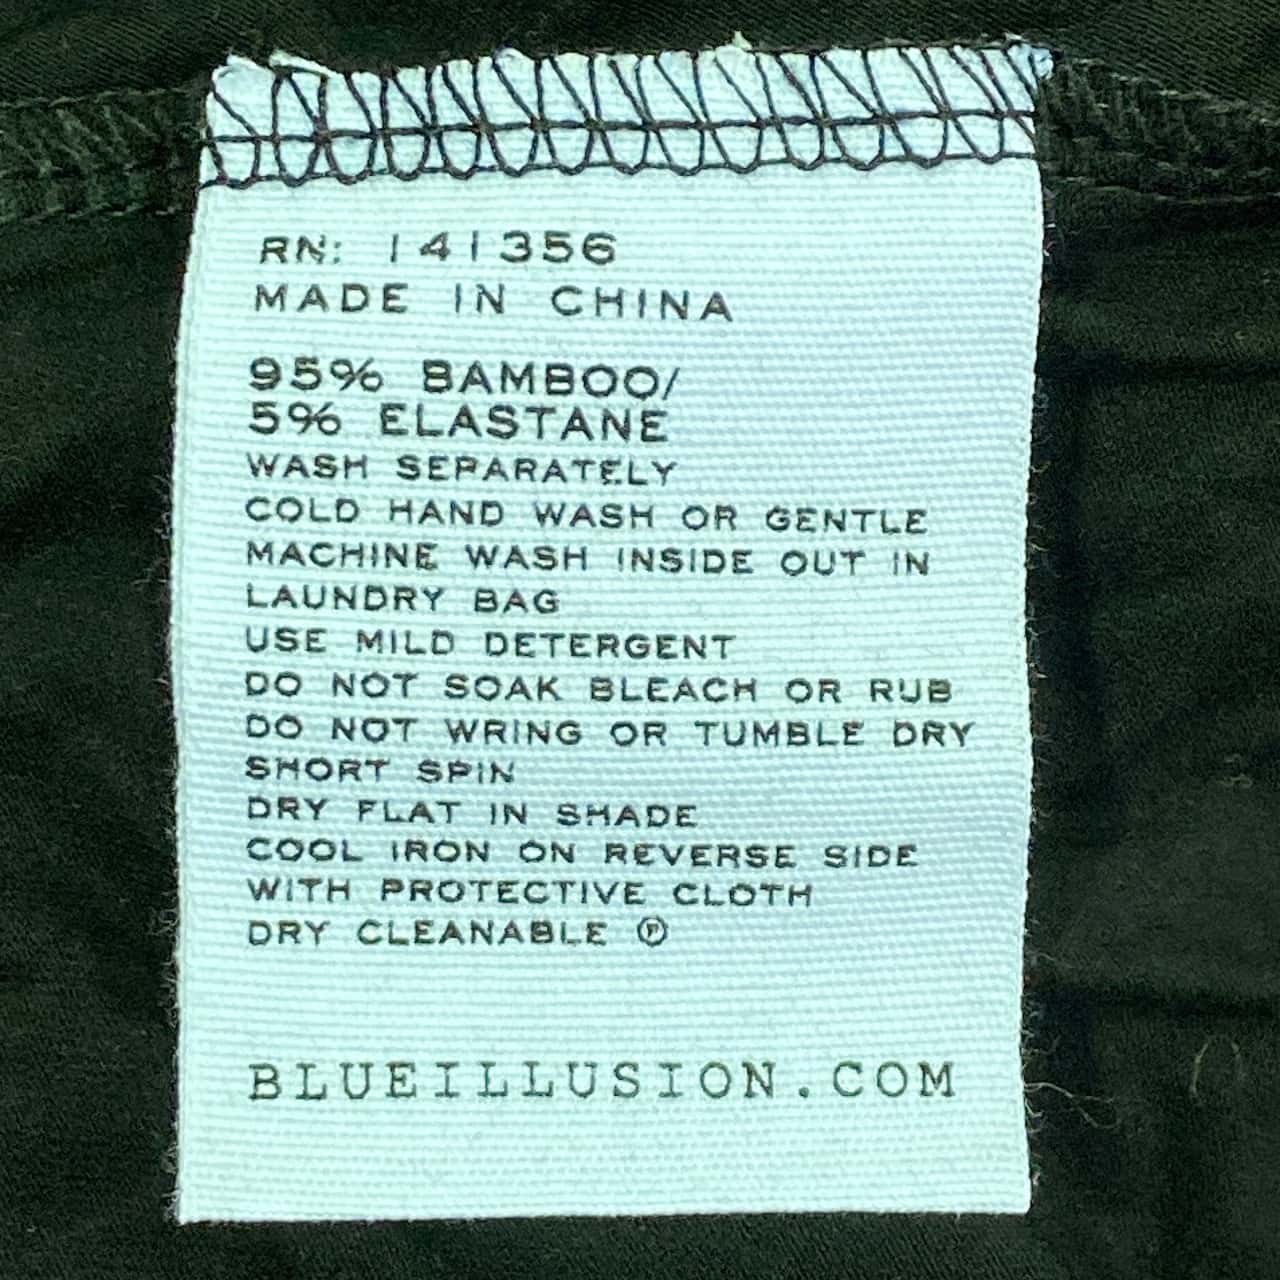 RN: 141356
MADE IN CHINA
95% BAMBOO/
5% ELASTANE
WASH SEPARATELY
COLD HAND WASH OR GENTLE
MACHINE WASH INSIDE OUT IN
LAUNDRY BAG
USE MILD DETERGENT
DO NOT SOAK BLEACH OR RUB
DO NOT WRING OR TUMBLE DRY
SHORT SPIN
DRY FLAT IN SHADE
COOL IRON ON REVERSE SIDE
WITH PROTECTIVE CLOTH
DRY CLEANABLE Ⓟ
BLUEILLUSION.COM